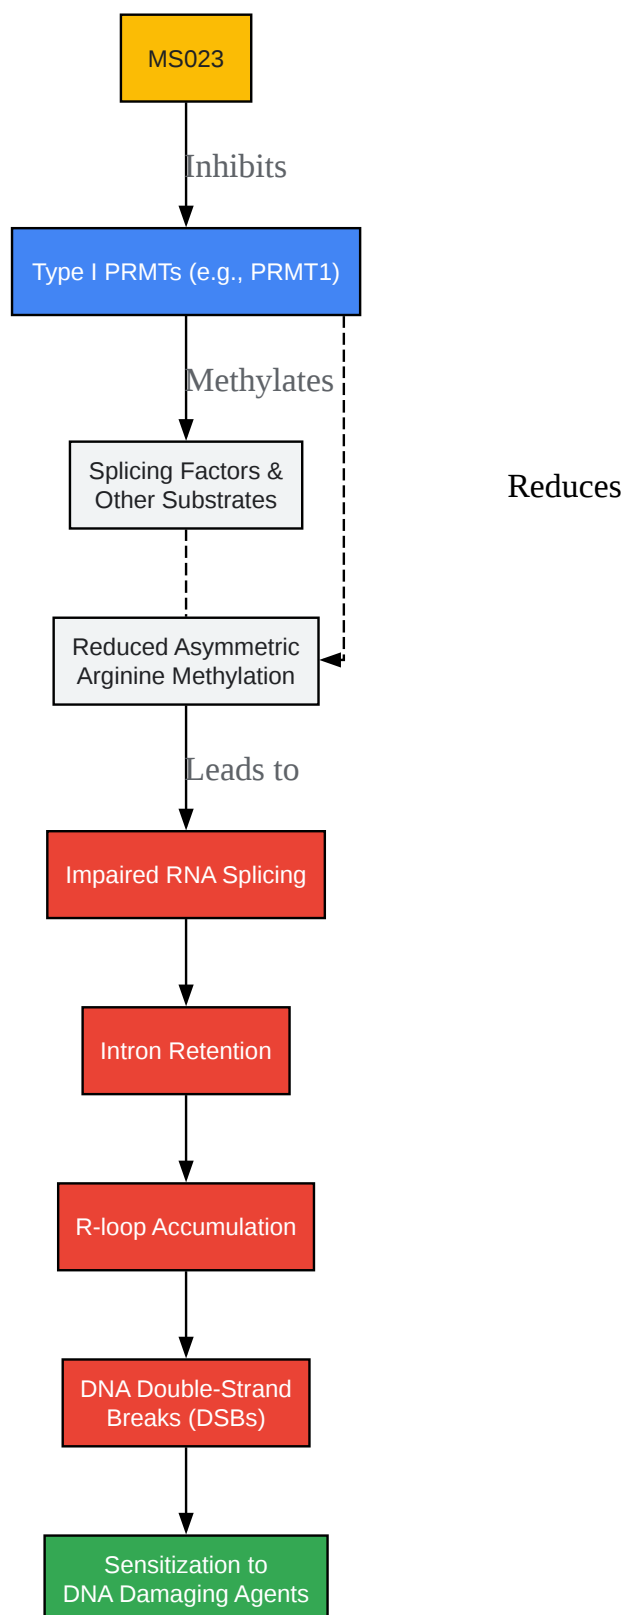 MS023
Inhibits
Type I PRMTs (e.g., PRMT1)
Methylates
Splicing Factors &
Other Substrates
Reduces
Reduced Asymmetric
Arginine Methylation
Leads to
Impaired RNA Splicing
Intron Retention
R-loop Accumulation
DNA Double-Strand
Breaks (DSBs)
Sensitization to
DNA Damaging Agents